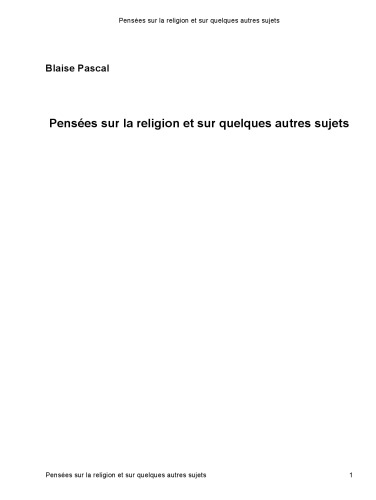 Pensées sur la religion et sur quelques autres sujets
Blaise Pascal
Pensées sur la religion et sur quelques autres sujets
Pensées sur la religion et sur quelques autres sujets 1